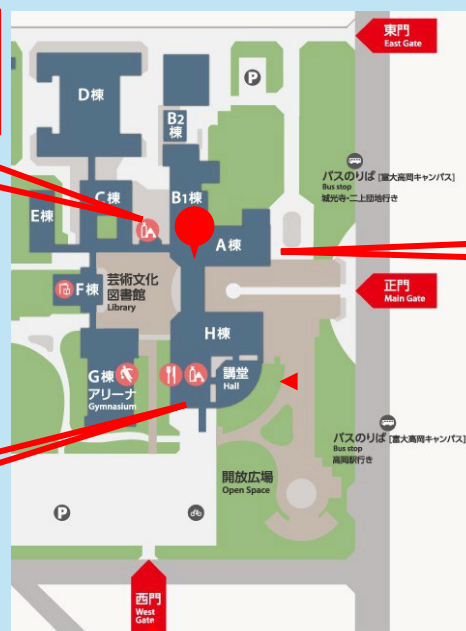 東門
East Gate
P
D棟
B2
棟
バスのりば [富大高岡キャンパス]
Bus stop
城光寺・二上団地行き
C棟
B1棟
E棟
A棟
正門
Main Gate
芸術文化
図書館
Library
F棟
H棟
G棟
アリーナ
Gymnasium
講堂
Hall
バスのりば [富大高岡キャンパス]
Bus stop
高岡駅行き
開放広場
Open Space
P
西門
West
Gate